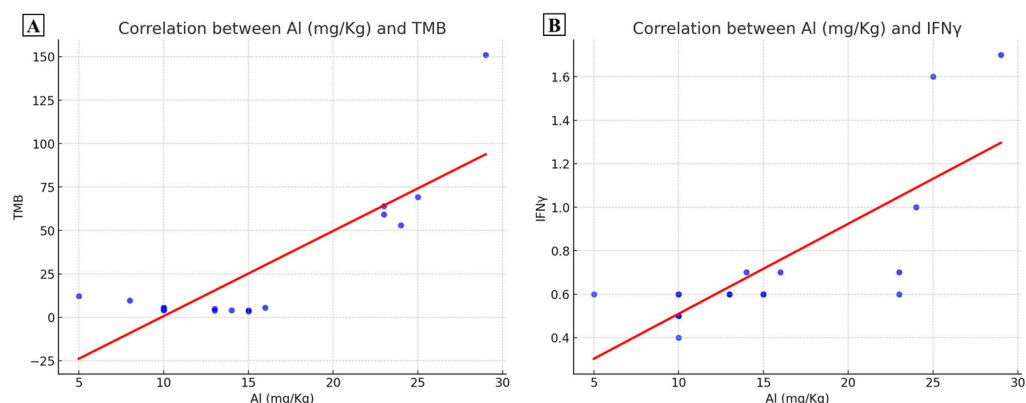 A
Correlation between Al (mg/Kg) and TMB
150
125
100
75
50
25
0
−25
TMB
5 10 15 20 25 30
Al (mg/Kg)
B
Correlation between Al (mg/Kg) and IFNγ
1.6
1.4
1.2
1.0
0.8
0.6
0.4
IFNγ
5 10 15 20 25 30
Al (mg/Kg)